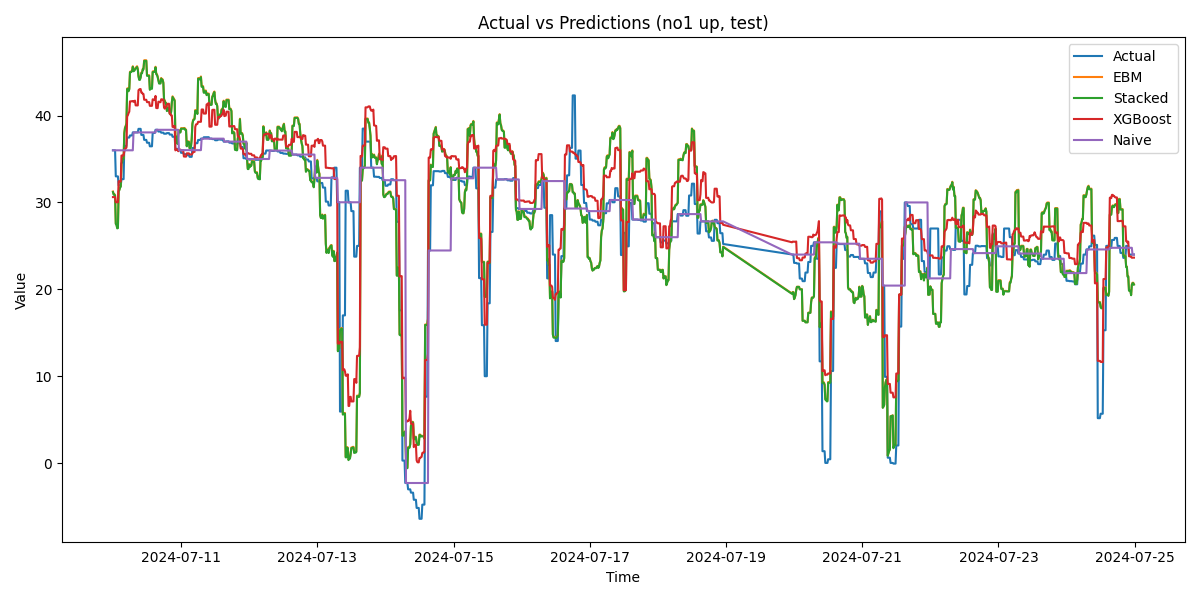 Actual vs Predictions (no1 up, test)
Actual
EBM
Stacked
XGBoost
Naive
Value
40
30
20
10
0
2024-07-11
2024-07-13
2024-07-15
2024-07-17
2024-07-19
2024-07-21
2024-07-23
2024-07-25
Time